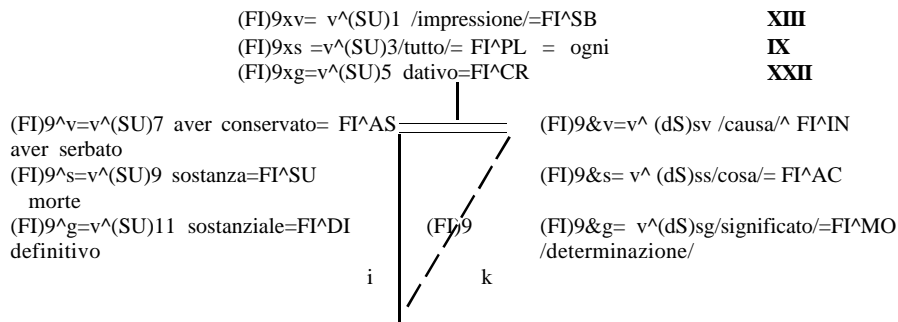 (FI)9xv= v^(SU)1 /impressione/=FI^SB XIII
(FI)9xs =v^(SU)3/tutto/= FI^PL = ogni IX
(FI)9xg=v^(SU)5 dativo=FI^CR XXII
(FI)9^v=v^(SU)7 aver conservato= FI^AS
aver serbato
(FI)9^s=v^(SU)9 sostanza=FI^SU
morte
(FI)9^g=v^(SU)11 sostanziale=FI^DI
definitivo
(FI)9
(FI)9&v=v^ (dS)sv /causa/^ FI^IN
(FI)9&s= v^ (dS)ss/cosa/= FI^AC
(FI)9&g= v^(dS)sg/significato/=FI^MO
/determinazione/
i k